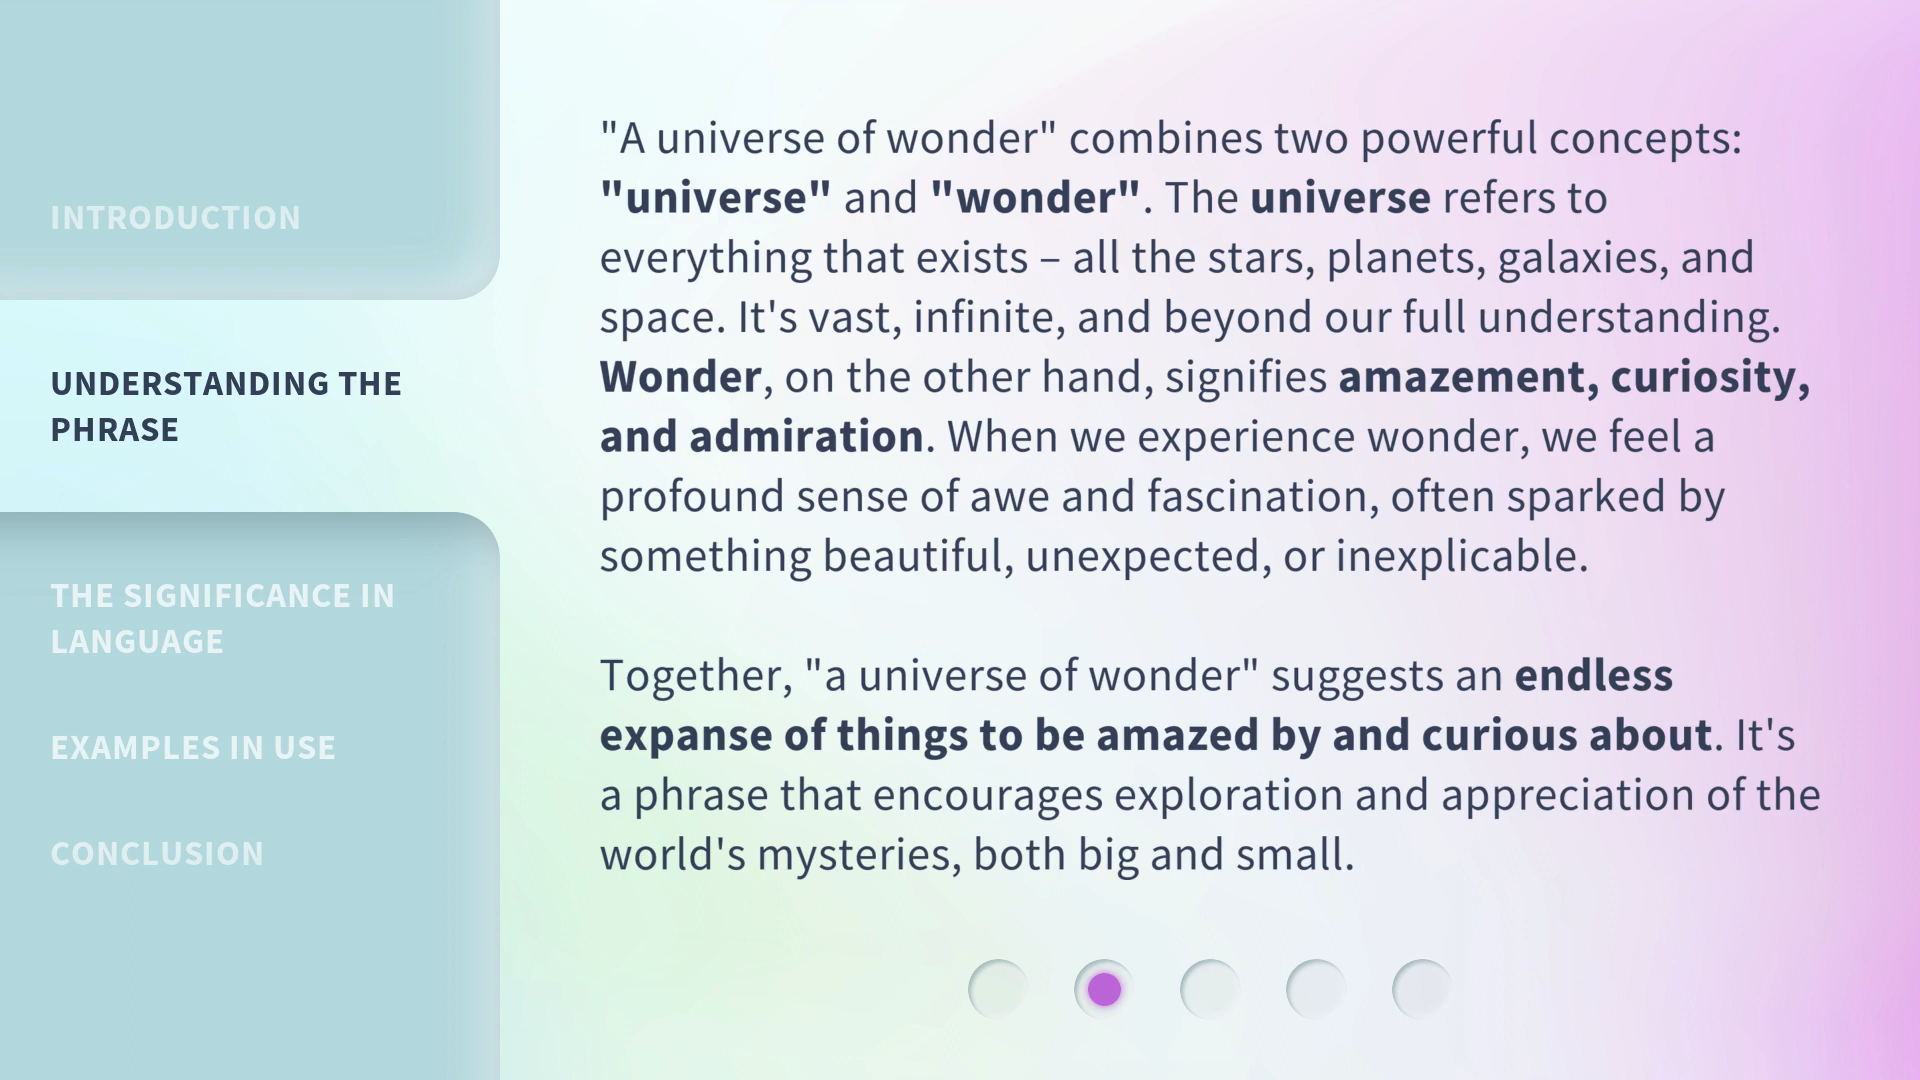 INTRODUCTION
UNDERSTANDING THE
PHRASE
THE SIGNIFICANCE IN
LANGUAGE
EXAMPLES IN USE
CONCLUSION
"A universe of wonder" combines two powerful concepts:
"universe" and "wonder". The universe refers to
everything that exists – all the stars, planets, galaxies, and
space. It's vast, infinite, and beyond our full understanding.
Wonder, on the other hand, signifies amazement, curiosity,
and admiration. When we experience wonder, we feel a
profound sense of awe and fascination, often sparked by
something beautiful, unexpected, or inexplicable.
Together, "a universe of wonder" suggests an endless
expanse of things to be amazed by and curious about. It's
a phrase that encourages exploration and appreciation of the
world's mysteries, both big and small.